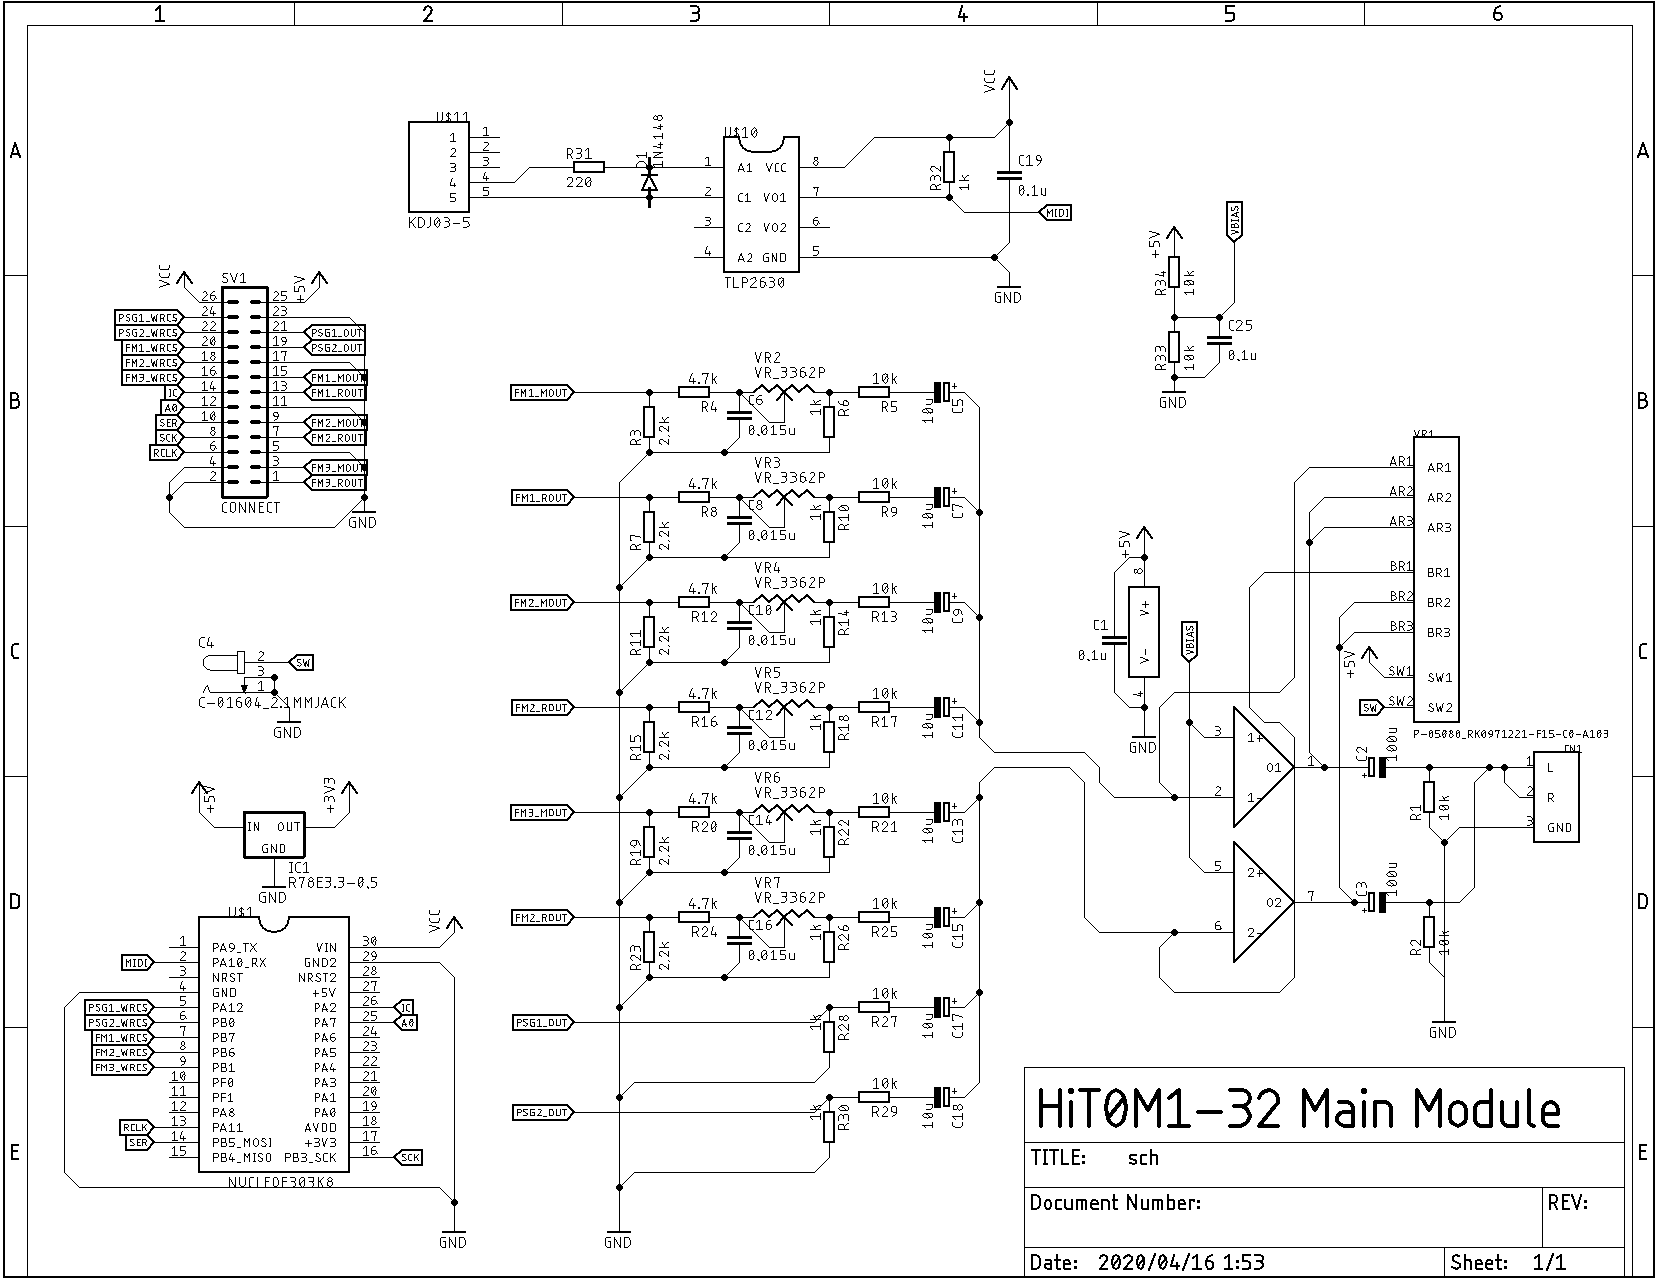 1 2 3 4 5 6
A
B
C
D
E
A
B
C
D
E
VCC
U$11
1 1
2 2
3 3
4 4
5 5
KDJ03-5
R31
220
D1
1N4148
U$10
1 A1 VCC 8
2 C1 VO1 7
3 C2 VO2 6
4 A2 GND 5
TLP2630
R32
1k
C19
0.1u
MIDI
GND
VBIAS
+5V
R34
10k
R33
10k
C25
0.1u
GND
VCC
SV1
+5V
26 25
24 23
22 21
20 19
18 17
16 15
14 13
12 11
10 9
8 7
6 5
4 3
2 1
PSG1_WRCS
PSG2_WRCS
FM1_WRCS
FM2_WRCS
FM3_WRCS
IC
A0
SER
SCK
RCLK
PSG1_OUT
PSG2_OUT
FM1_MOUT
FM1_ROUT
FM2_MOUT
FM2_ROUT
FM3_MOUT
FM3_ROUT
CONNECT
GND
C4
2
3
1
SW
C-01604_2.1MMJACK
GND
+5V
+3V3
IN OUT
GND
IC1
R78E3.3-0.5
GND
U$1
VCC
1 PA9_TX VIN 30
2 PA10_RX GND2 29
3 NRST NRST2 28
4 GND +5V 27
5 PA12 PA2 26
6 PB0 PA7 25
7 PB7 PA6 24
8 PB6 PA5 23
9 PB1 PA4 22
10 PF0 PA3 21
11 PF1 PA1 20
12 PA8 PA0 19
13 PA11 AVDD 18
14 PB5_MOSI +3V3 17
15 PB4_MISO PB3_SCK 16
MIDI
PSG1_WRCS
PSG2_WRCS
FM1_WRCS
FM2_WRCS
FM3_WRCS
RCLK
SER
IC
A0
SCK
NUCLEOF303K8
GND
FM1_MOUT
R3
2.2k
4.7k
R4
C6
0.015u
VR2
VR_3362P
1k
R6
10k
R5
10u
C5
+
FM1_ROUT
R7
2.2k
4.7k
R8
C8
0.015u
VR3
VR_3362P
1k
R10
10k
R9
10u
C7
+
FM2_MOUT
R11
2.2k
4.7k
R12
C10
0.015u
VR4
VR_3362P
1k
R14
10k
R13
10u
C9
+
FM2_ROUT
R15
2.2k
4.7k
R16
C12
0.015u
VR5
VR_3362P
1k
R18
10k
R17
10u
C11
+
FM3_MOUT
R19
2.2k
4.7k
R20
C14
0.015u
VR6
VR_3362P
1k
R22
10k
R21
10u
C13
+
FM2_ROUT
R23
2.2k
4.7k
R24
C16
0.015u
VR7
VR_3362P
1k
R26
10k
R25
10u
C15
+
PSG1_OUT
1k
R28
10k
R27
10u
C17
+
PSG2_OUT
1k
R30
10k
R29
10u
C18
+
GND
+5V
8
C1
0.1u
V+
V-
4
GND
VBIAS
3 1+
2 1-
O1 1
5 2+
6 2-
O2 7
VR1
AR1 AR1
AR2 AR2
AR3 AR3
BR1 BR1
BR2 BR2
BR3 BR3
+5V
SW1 SW1
SW SW2 SW2
P-05080_RK0971221-F15-C0-A103
C2
100u
+
C3
100u
+
R1
10k
R2
10k
CN1
1 L
2 R
3 GND
GND
HiT0M1-32 Main Module
TITLE: sch
Document Number:
REV:
Date: 2020/04/16 1:53
Sheet: 1/1